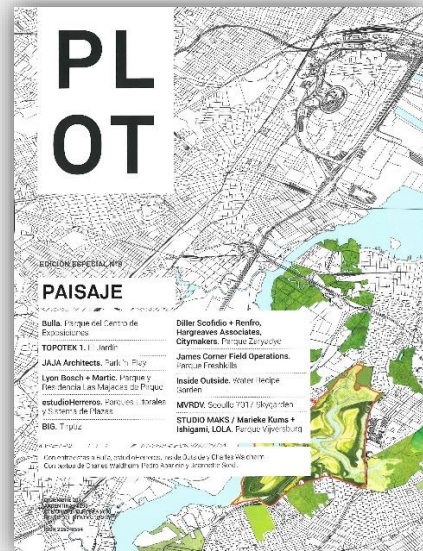 PL
OT
EDICIÓN ESPECIAL N°9
PAISAJE
Bulla. Parque del Centro de
Exposiciones
TOPOTEK 1. El Jardín
JAJA Architects. Park 'n' Play
Lyon Bosch + Martic. Parque y
Residencia Las Majadas de Pirque
estudioHerreros. Parques Litorales
y Sistema de Plazas
BIG.
Diller Scofidio + Renfro,
Hargreaves Associates,
Citymakers. Parque Zaryadye
James Corner Field Operations.
Parque Freshkills
Inside Outside. Water Recipe
Garden
MVRDV. Seoullo 7017 Skygarden
STUDIO MAKS / Marieke Kums +
Ishigami, LOLA. Parque Vijversburg
Con entrevistas a Bulla, estudioHerreros, Inside Outside y Charles Waldheim.
Con textos de Charles Waldheim, Pedro Aparicio y Jeannette Sordi.